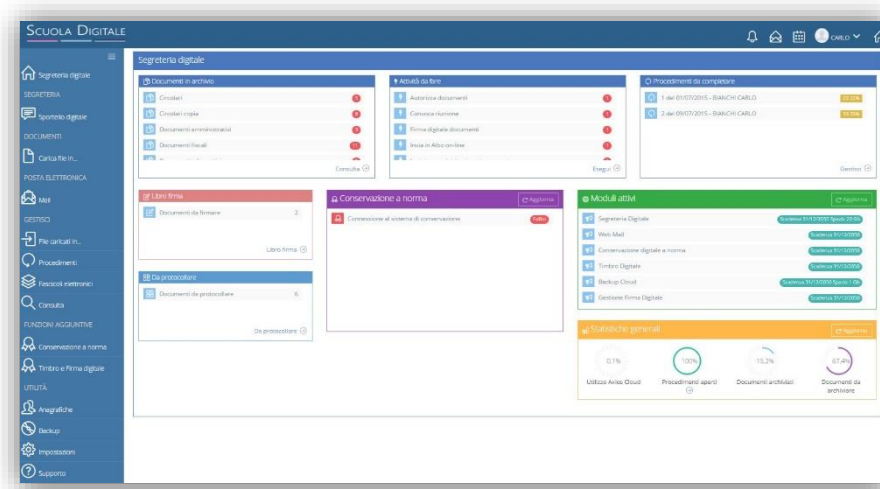 SCUOLA DIGITALE
CARLO
Segreteria digitale
SEGRETERIA
Sportello digitale
DOCUMENTI
Carica file in...
POSTA ELETTRONICA
Mail
GESTISCI
File caricati in...
Procedimenti
Fascicoli elettronici
Consulta
FUNZIONI AGGIUNTIVE
Conservazione a norma
Timbro e Firma digitale
UTILITÀ
Anagrafiche
Backup
Impostazioni
Supporto
Segreteria digitale
Documenti in archivio
Circolari
Circolari copia
Documenti amministrativi
Documenti fiscali
Consulta
Attività da fare
Autorizza documenti
Convoca riunione
Firma digitale documenti
Invia in Albo on-line
Esegui
Procedimenti da completare
1 del 01/07/2015 - BIANCHI CARLO
2 del 09/07/2015 - BIANCHI CARLO
Gestisci
Libro firma
Documenti da firmare 2
Libro firma
Da protocollare
Documenti da protocollare 6
Da protocollare
Conservazione a norma Aggiorna
Connessione al sistema di conservazione
Moduli attivi Aggiorna
Segreteria Digitale
Web Mail
Conservazione digitale a norma
Timbro Digitale
Backup Cloud
Gestione Firma Digitale
Statistiche generali Aggiorna
0,1% 100% 15,2% 67,4%
Utilizzo Axios Cloud Procedimenti aperti Documenti archiviati Documenti da
archiviare